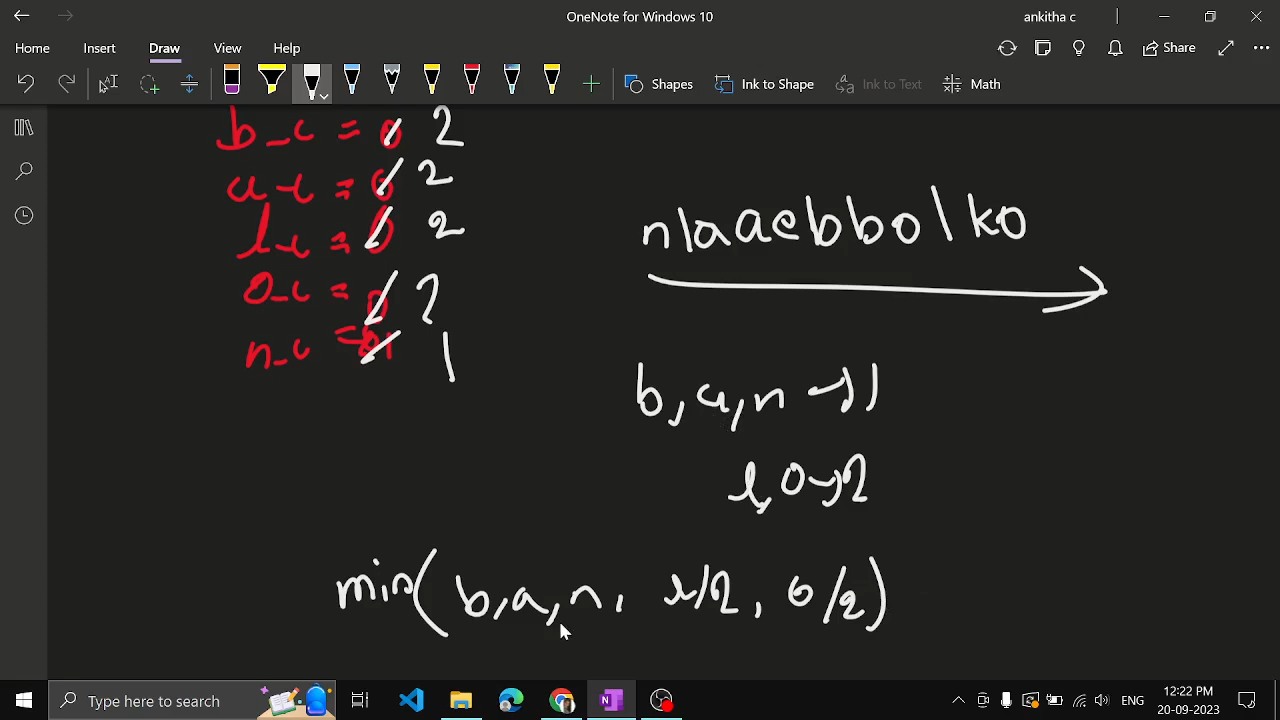 OneNote for Windows 10
ankitha c
Home Insert Draw View Help
Share
Shapes Ink to Shape Ink to Text Math
b_c = 0 2
a_c = 0 2
l_c = 0 2
o_c = 0 2
n_c = 1
nlaaebbolko
b, a, n → 1
l, o → 2
min( b, a, n, l/2, o/2)
Type here to search
ENG
12:22 PM
20-09-2023